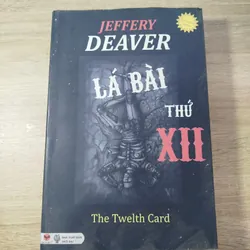 JEFFERY
DEAVER
LÁ BÀI
THỨ
XII
The Twelth Card